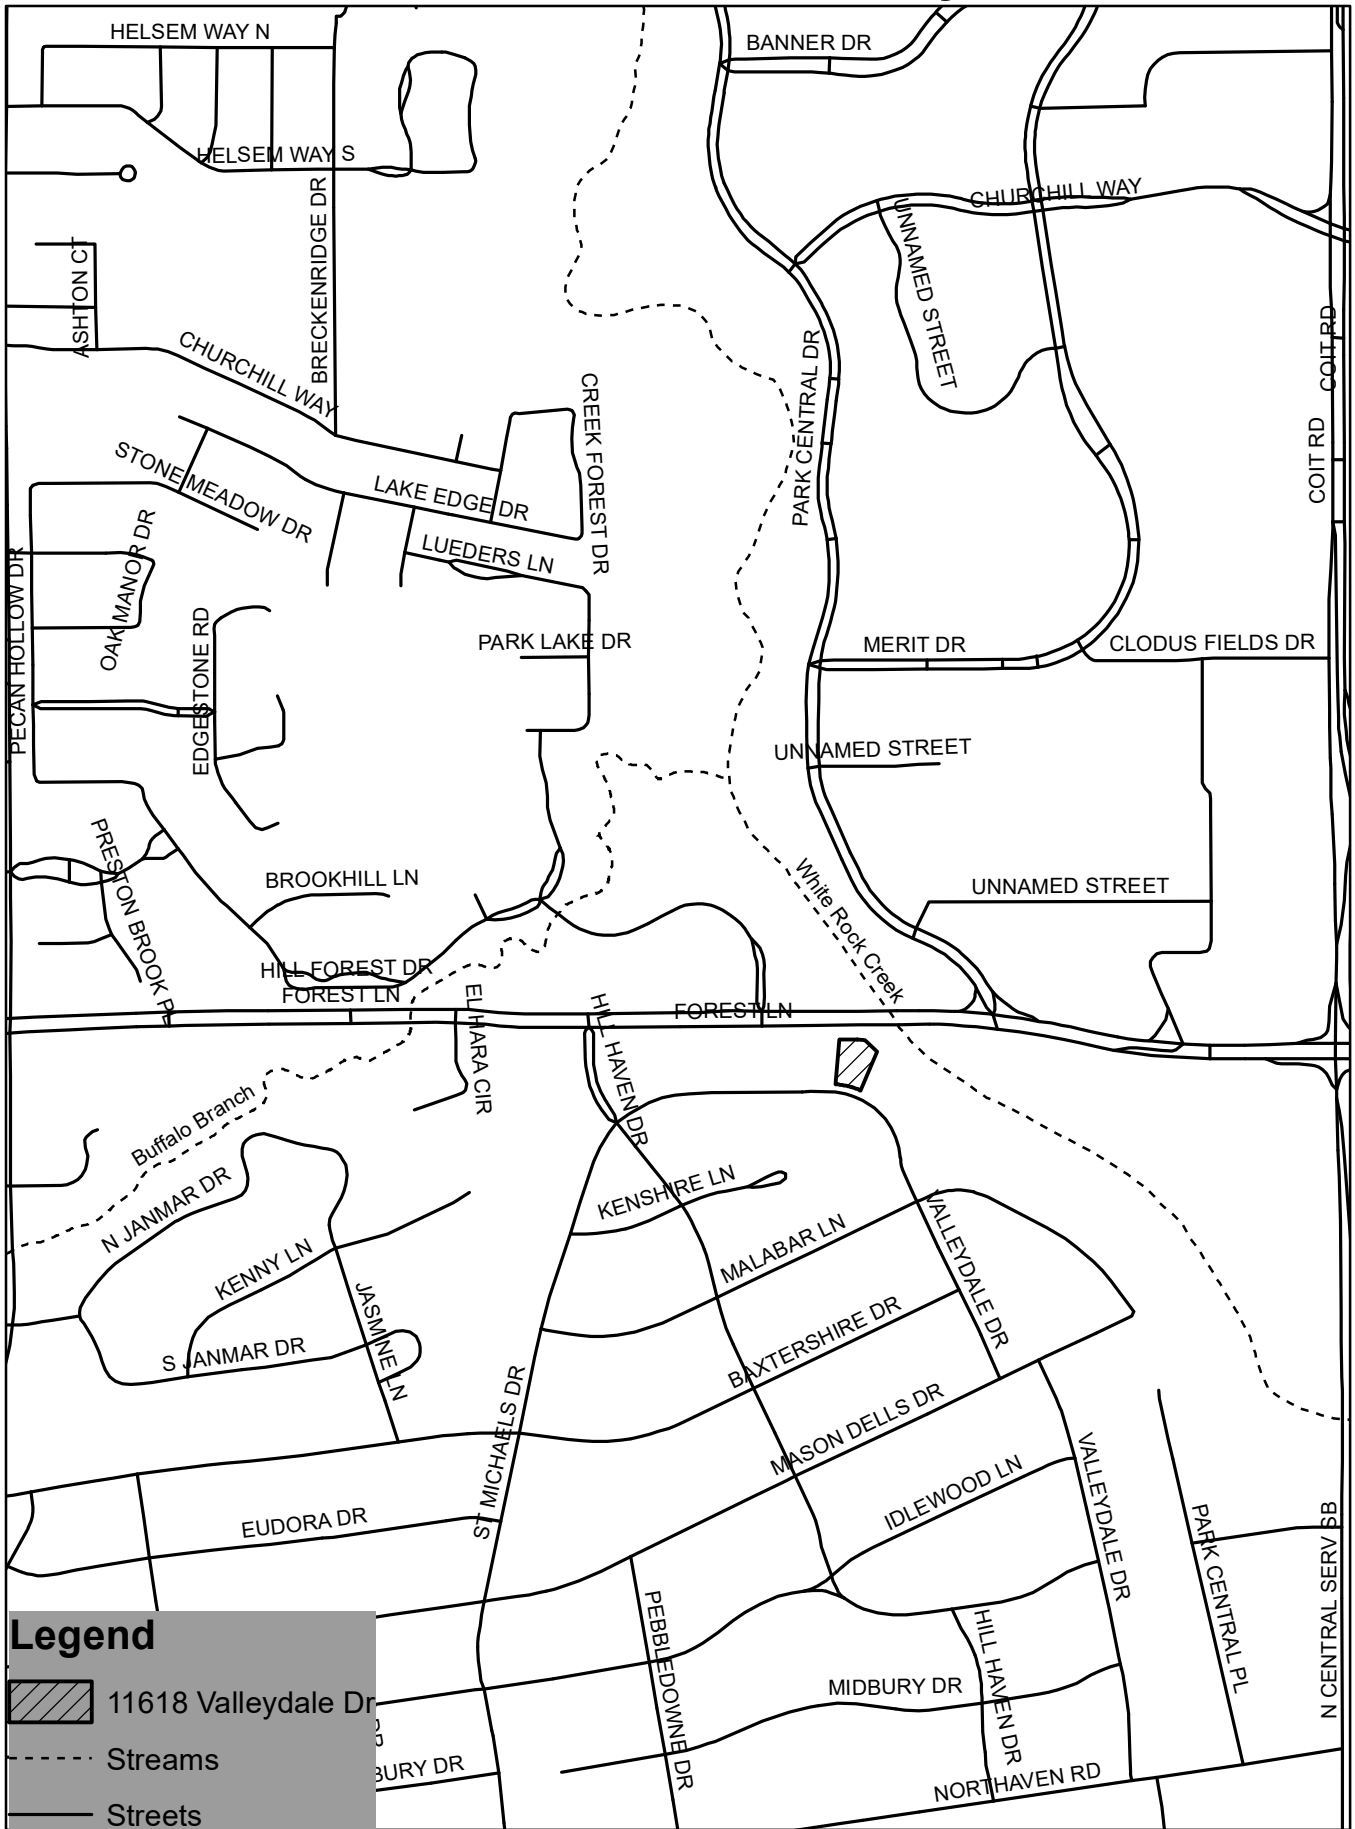 HELSEM WAY N
BANNER DR
HELSEM WAY S
BRECKENRIDGE DR
CHURCHILL WAY
UNNAMED STREET
ASHTON CT
CHURCHILL WAY
COIT RD
PARK CENTRAL DR
CREEK FOREST DR
COIT RD
STONE MEADOW DR
LAKE EDGE DR
LUEDERS LN
OAK MANOR DR
PECAN HOLLOW DR
EDGESTONE RD
PARK LAKE DR
MERIT DR
CLODUS FIELDS DR
UNNAMED STREET
PRESTON BROOK PL
BROOKHILL LN
White Rock Creek
UNNAMED STREET
HILL FOREST DR
FOREST LN
EL HARA CIR
HILL HAVEN DR
FOREST LN
Buffalo Branch
N JANMAR DR
KENSHIRE LN
MALABAR LN
VALLEYDALE DR
KENNY LN
JASMINE LN
S JANMAR DR
BAXTERSHIRE DR
ST MICHAELS DR
MASON DELLS DR
IDLEWOOD LN
VALLEYDALE DR
EUDORA DR
PARK CENTRAL PL
N CENTRAL SERV SB
PEBBLEDOWNE DR
HILL HAVEN DR
MIDBURY DR
NORTHAVEN RD
BURY DR
Legend
11618 Valleydale Dr
Streams
Streets